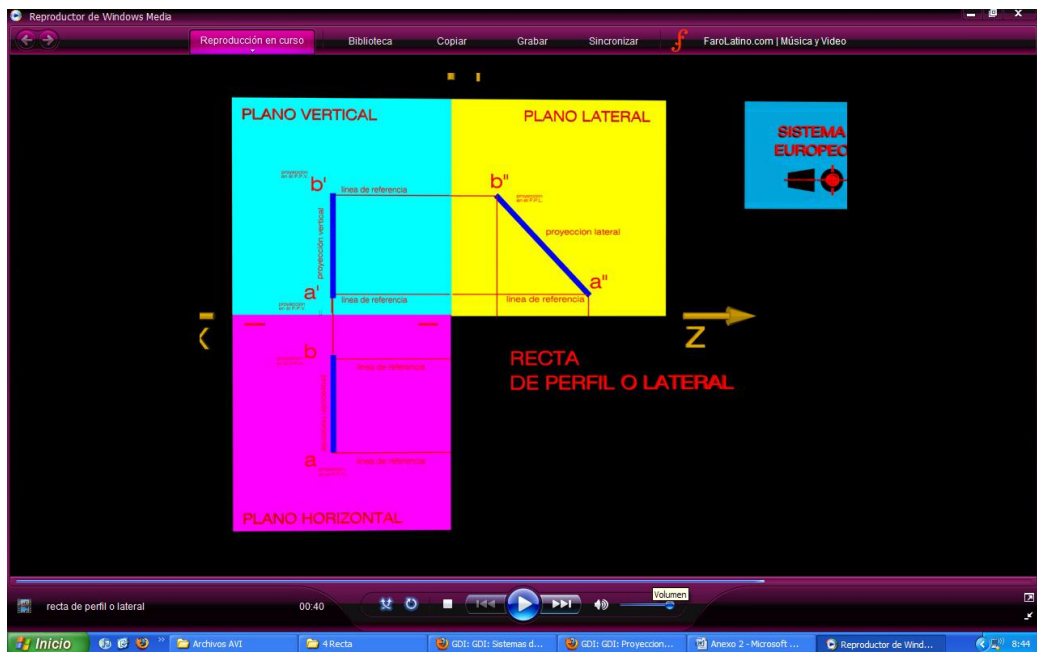 Reproductor de Windows Media
Reproducción en curso
Biblioteca
Copiar
Grabar
Sincronizar
FaroLatino.com | Música y Video
PLANO VERTICAL
PLANO LATERAL
SISTEMA
EUROPEO
b'
linea de referencia
b"
proyección vertical
proyeccion lateral
a'
linea de referencia
linea de referencia
a"
Z
b
linea de referencia
RECTA
DE PERFIL O LATERAL
a
linea de referencia
PLANO HORIZONTAL
Volumen
recta de perfil o lateral
00:40
Inicio
Archivos AVI
4 Recta
GDI: GDI: Sistemas d...
GDI: GDI: Proyeccion...
Anexo 2 - Microsoft ...
Reproductor de Wind...
8:44